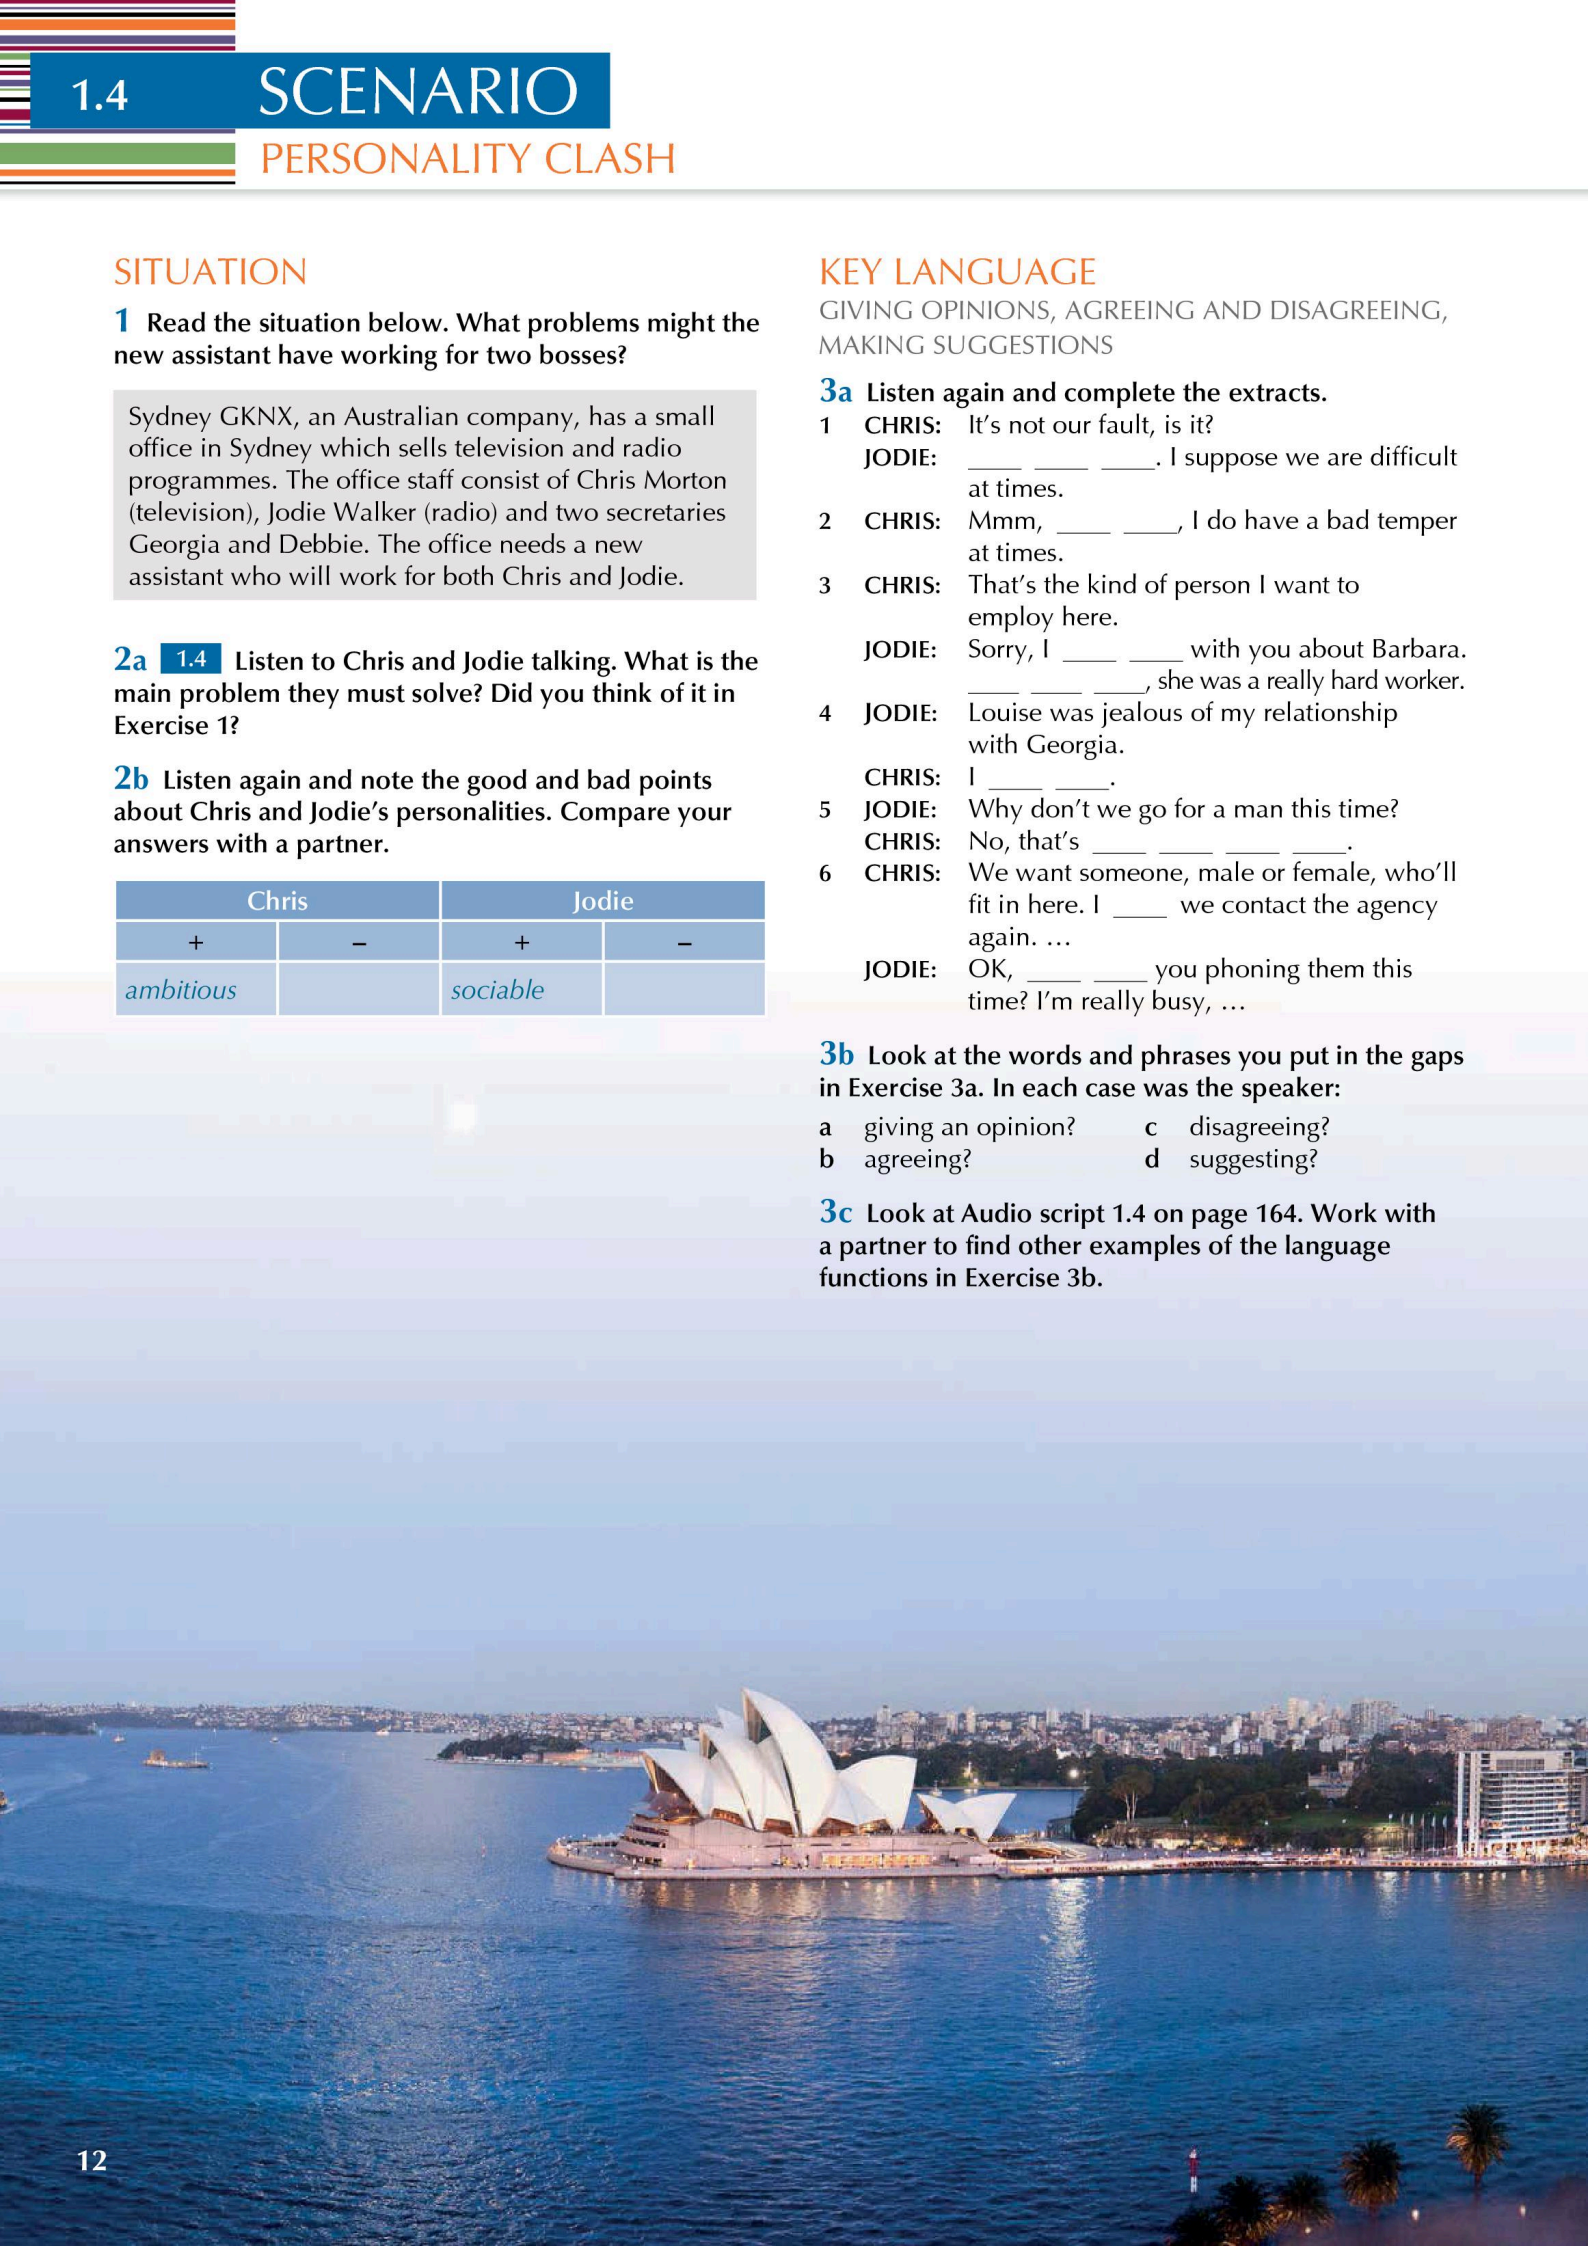 1.4 SCENARIO
PERSONALITY CLASH
SITUATION
1 Read the situation below. What problems might the
new assistant have working for two bosses?
Sydney GKNX, an Australian company, has a small
office in Sydney which sells television and radio
programmes. The office staff consist of Chris Morton
(television), Jodie Walker (radio) and two secretaries
Georgia and Debbie. The office needs a new
assistant who will work for both Chris and Jodie.
2a 1.4 Listen to Chris and Jodie talking. What is the
main problem they must solve? Did you think of it in
Exercise 1?
2b Listen again and note the good and bad points
about Chris and Jodie's personalities. Compare your
answers with a partner.
Chris Jodie
+ – + –
ambitious sociable
KEY LANGUAGE
GIVING OPINIONS, AGREEING AND DISAGREEING,
MAKING SUGGESTIONS
3a Listen again and complete the extracts.
1 CHRIS: It's not our fault, is it?
JODIE: ____ ____ ____. I suppose we are difficult
at times.
2 CHRIS: Mmm, ____ ____, I do have a bad temper
at times.
3 CHRIS: That's the kind of person I want to
employ here.
JODIE: Sorry, I ____ ____ with you about Barbara.
____ ____ ____, she was a really hard worker.
4 JODIE: Louise was jealous of my relationship
with Georgia.
CHRIS: I ____ ____.
5 JODIE: Why don't we go for a man this time?
CHRIS: No, that's ____ ____ ____ ____.
6 CHRIS: We want someone, male or female, who'll
fit in here. I ____ we contact the agency
again. …
JODIE: OK, ____ ____ you phoning them this
time? I'm really busy, …
3b Look at the words and phrases you put in the gaps
in Exercise 3a. In each case was the speaker:
a giving an opinion? c disagreeing?
b agreeing? d suggesting?
3c Look at Audio script 1.4 on page 164. Work with
a partner to find other examples of the language
functions in Exercise 3b.
12